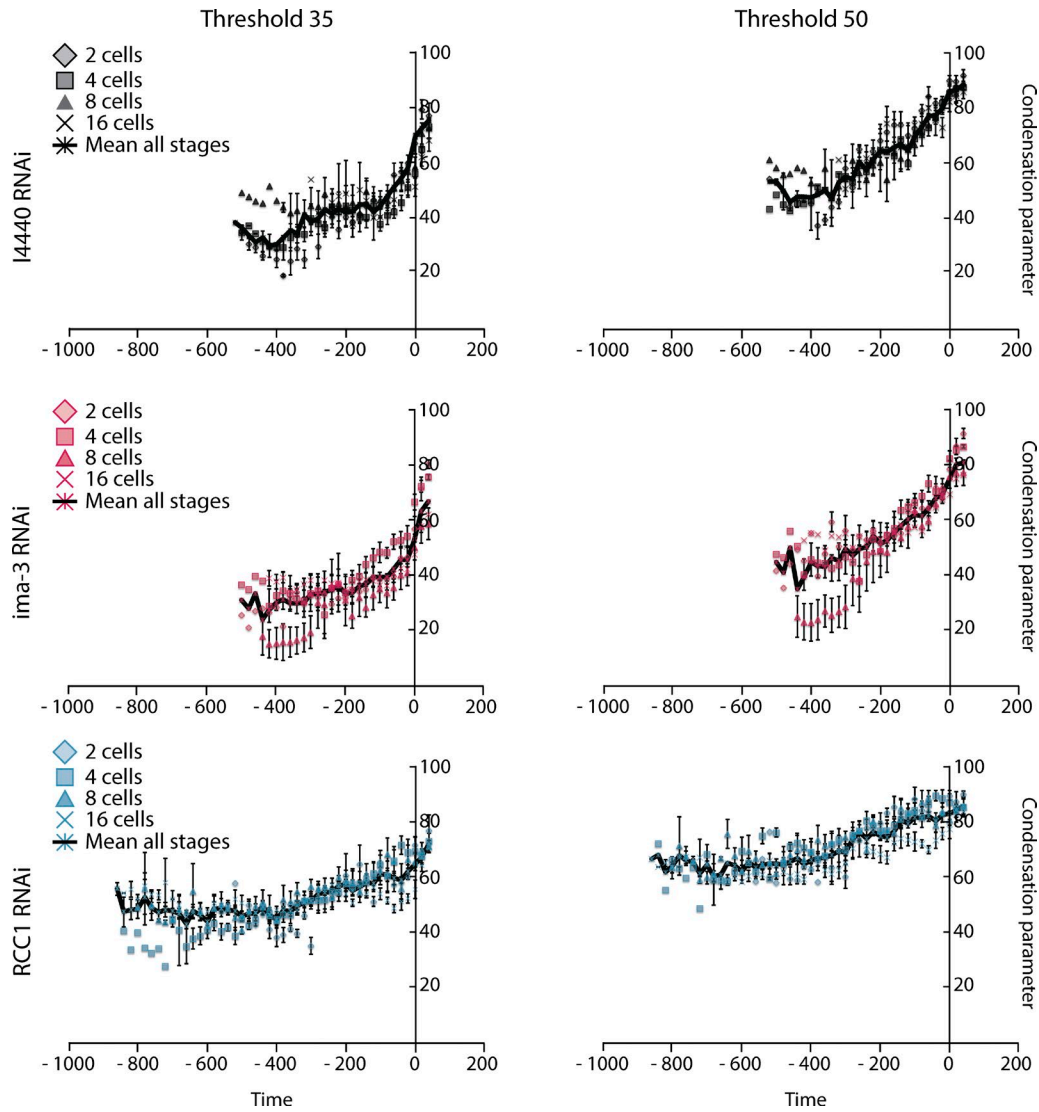 Threshold 35
Threshold 50
I4440 RNAi
2 cells
4 cells
8 cells
16 cells
Mean all stages
100
80
60
40
20
- 1000 - 800 - 600 - 400 - 200 0 200
100
80
60
40
20
- 1000 - 800 - 600 - 400 - 200 0 200
Condensation parameter
ima-3 RNAi
2 cells
4 cells
8 cells
16 cells
Mean all stages
100
80
60
40
20
- 1000 - 800 - 600 - 400 - 200 0 200
100
80
60
40
20
- 1000 - 800 - 600 - 400 - 200 0 200
Condensation parameter
RCC1 RNAi
2 cells
4 cells
8 cells
16 cells
Mean all stages
100
80
60
40
20
- 1000 - 800 - 600 - 400 - 200 0 200
Time
100
80
60
40
20
- 1000 - 800 - 600 - 400 - 200 0 200
Time
Condensation parameter